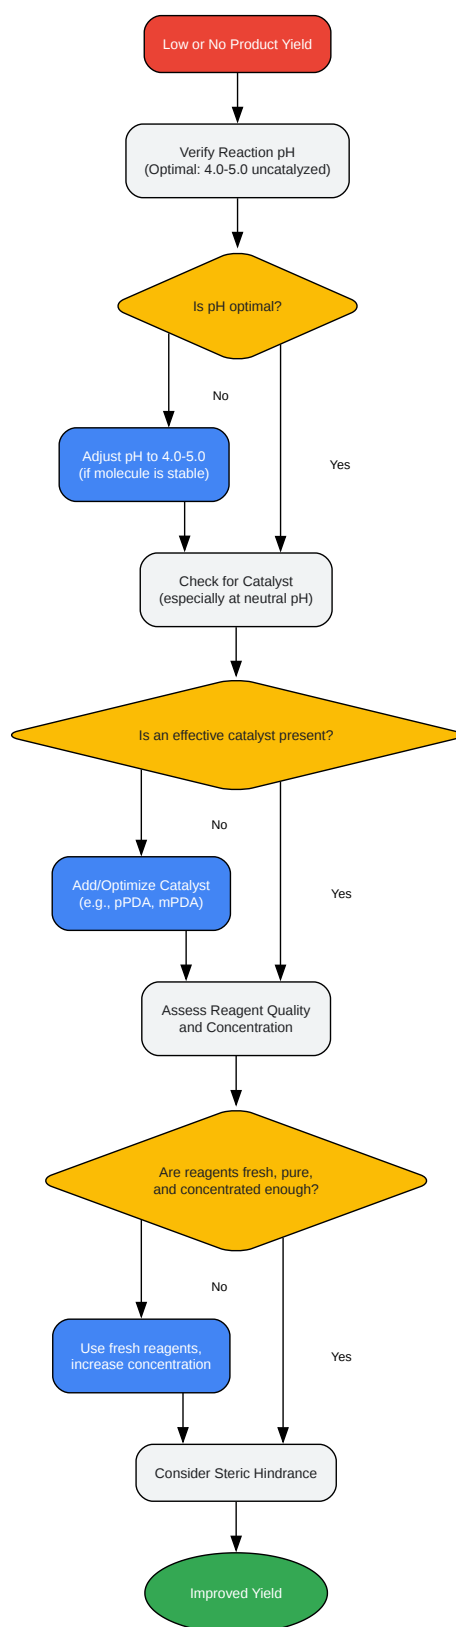 Low or No Product Yield
Verify Reaction pH
(Optimal: 4.0-5.0 uncatalyzed)
Is pH optimal?
No
Adjust pH to 4.0-5.0
(if molecule is stable)
Yes
Check for Catalyst
(especially at neutral pH)
Is an effective catalyst present?
No
Add/Optimize Catalyst
(e.g., pPDA, mPDA)
Yes
Assess Reagent Quality
and Concentration
Are reagents fresh, pure,
and concentrated enough?
No
Use fresh reagents,
increase concentration
Yes
Consider Steric Hindrance
Improved Yield